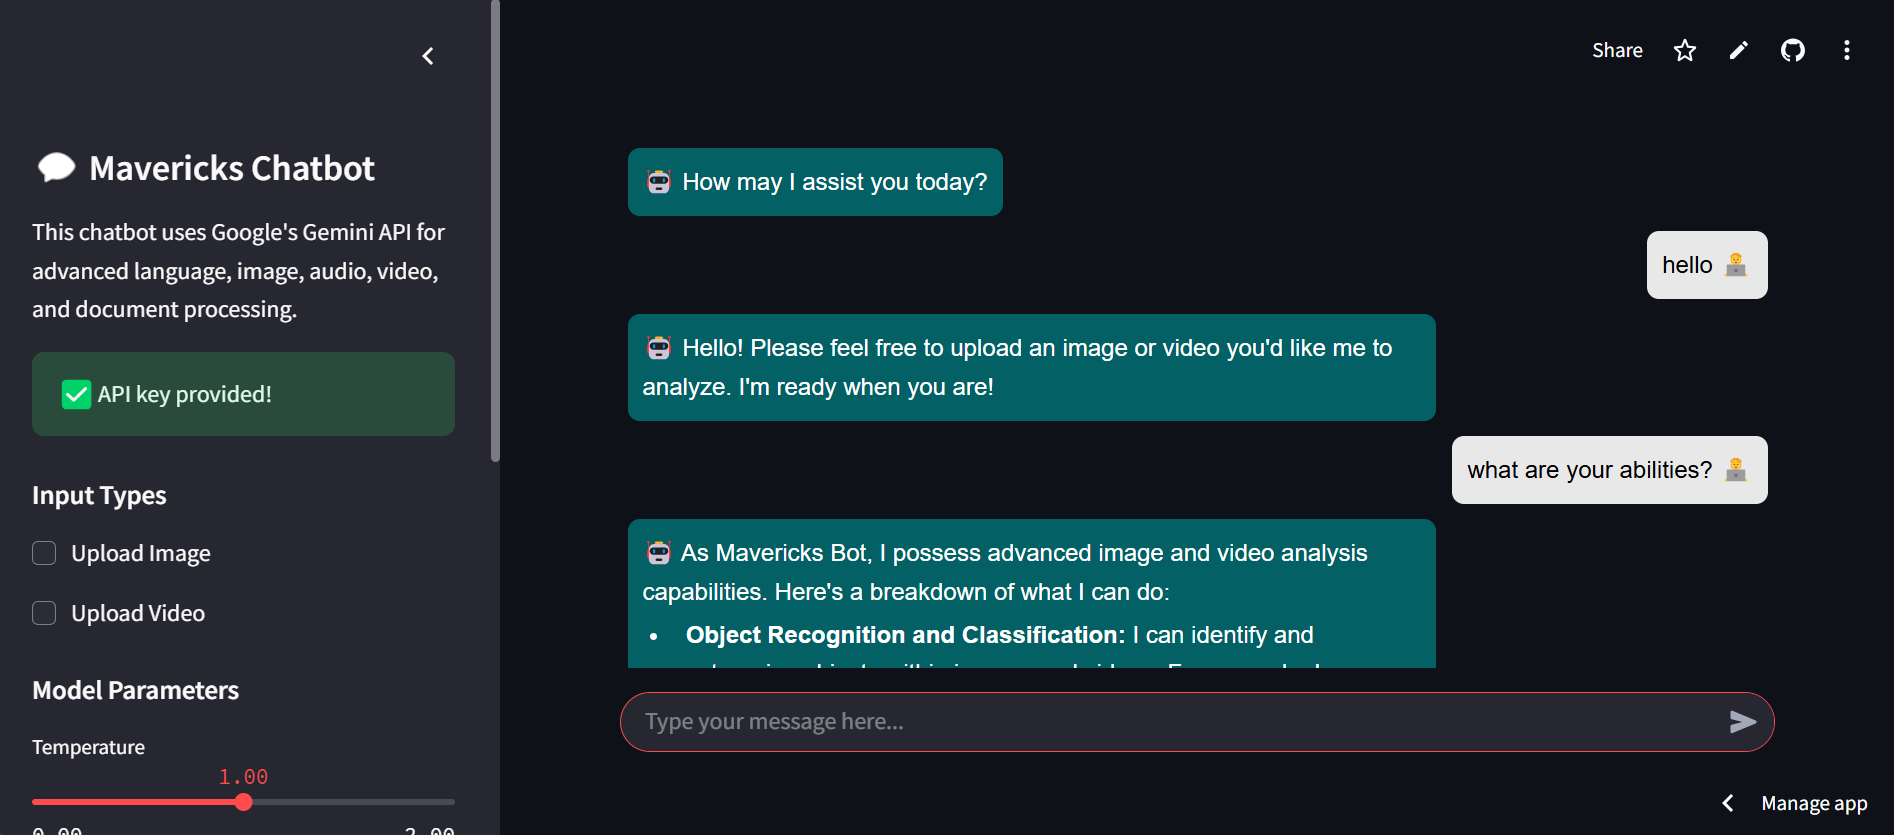 Mavericks Chatbot
This chatbot uses Google's Gemini API for
advanced language, image, audio, video,
and document processing.
API key provided!
Input Types
Upload Image
Upload Video
Model Parameters
Temperature
1.00
0.00 2.00
Share
How may I assist you today?
hello
Hello! Please feel free to upload an image or video you'd like me to
analyze. I'm ready when you are!
what are your abilities?
As Mavericks Bot, I possess advanced image and video analysis
capabilities. Here's a breakdown of what I can do:
• Object Recognition and Classification: I can identify and
Type your message here...
Manage app